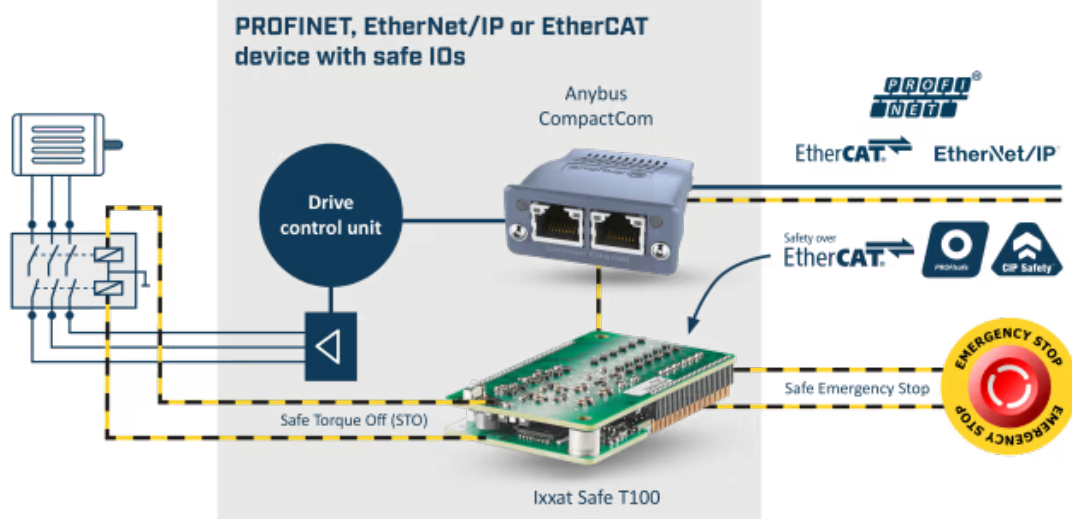 PROFINET, EtherNet/IP or EtherCAT
device with safe IOs
Anybus
CompactCom
PROFI
NET®
EtherCAT®
EtherNet/IP
Drive
control unit
Safety over
EtherCAT®
PROFIsafe
CIP Safety
EMERGENCY STOP
EMERGENCY STOP
Safe Emergency Stop
Safe Torque Off (STO)
Ixxat Safe T100